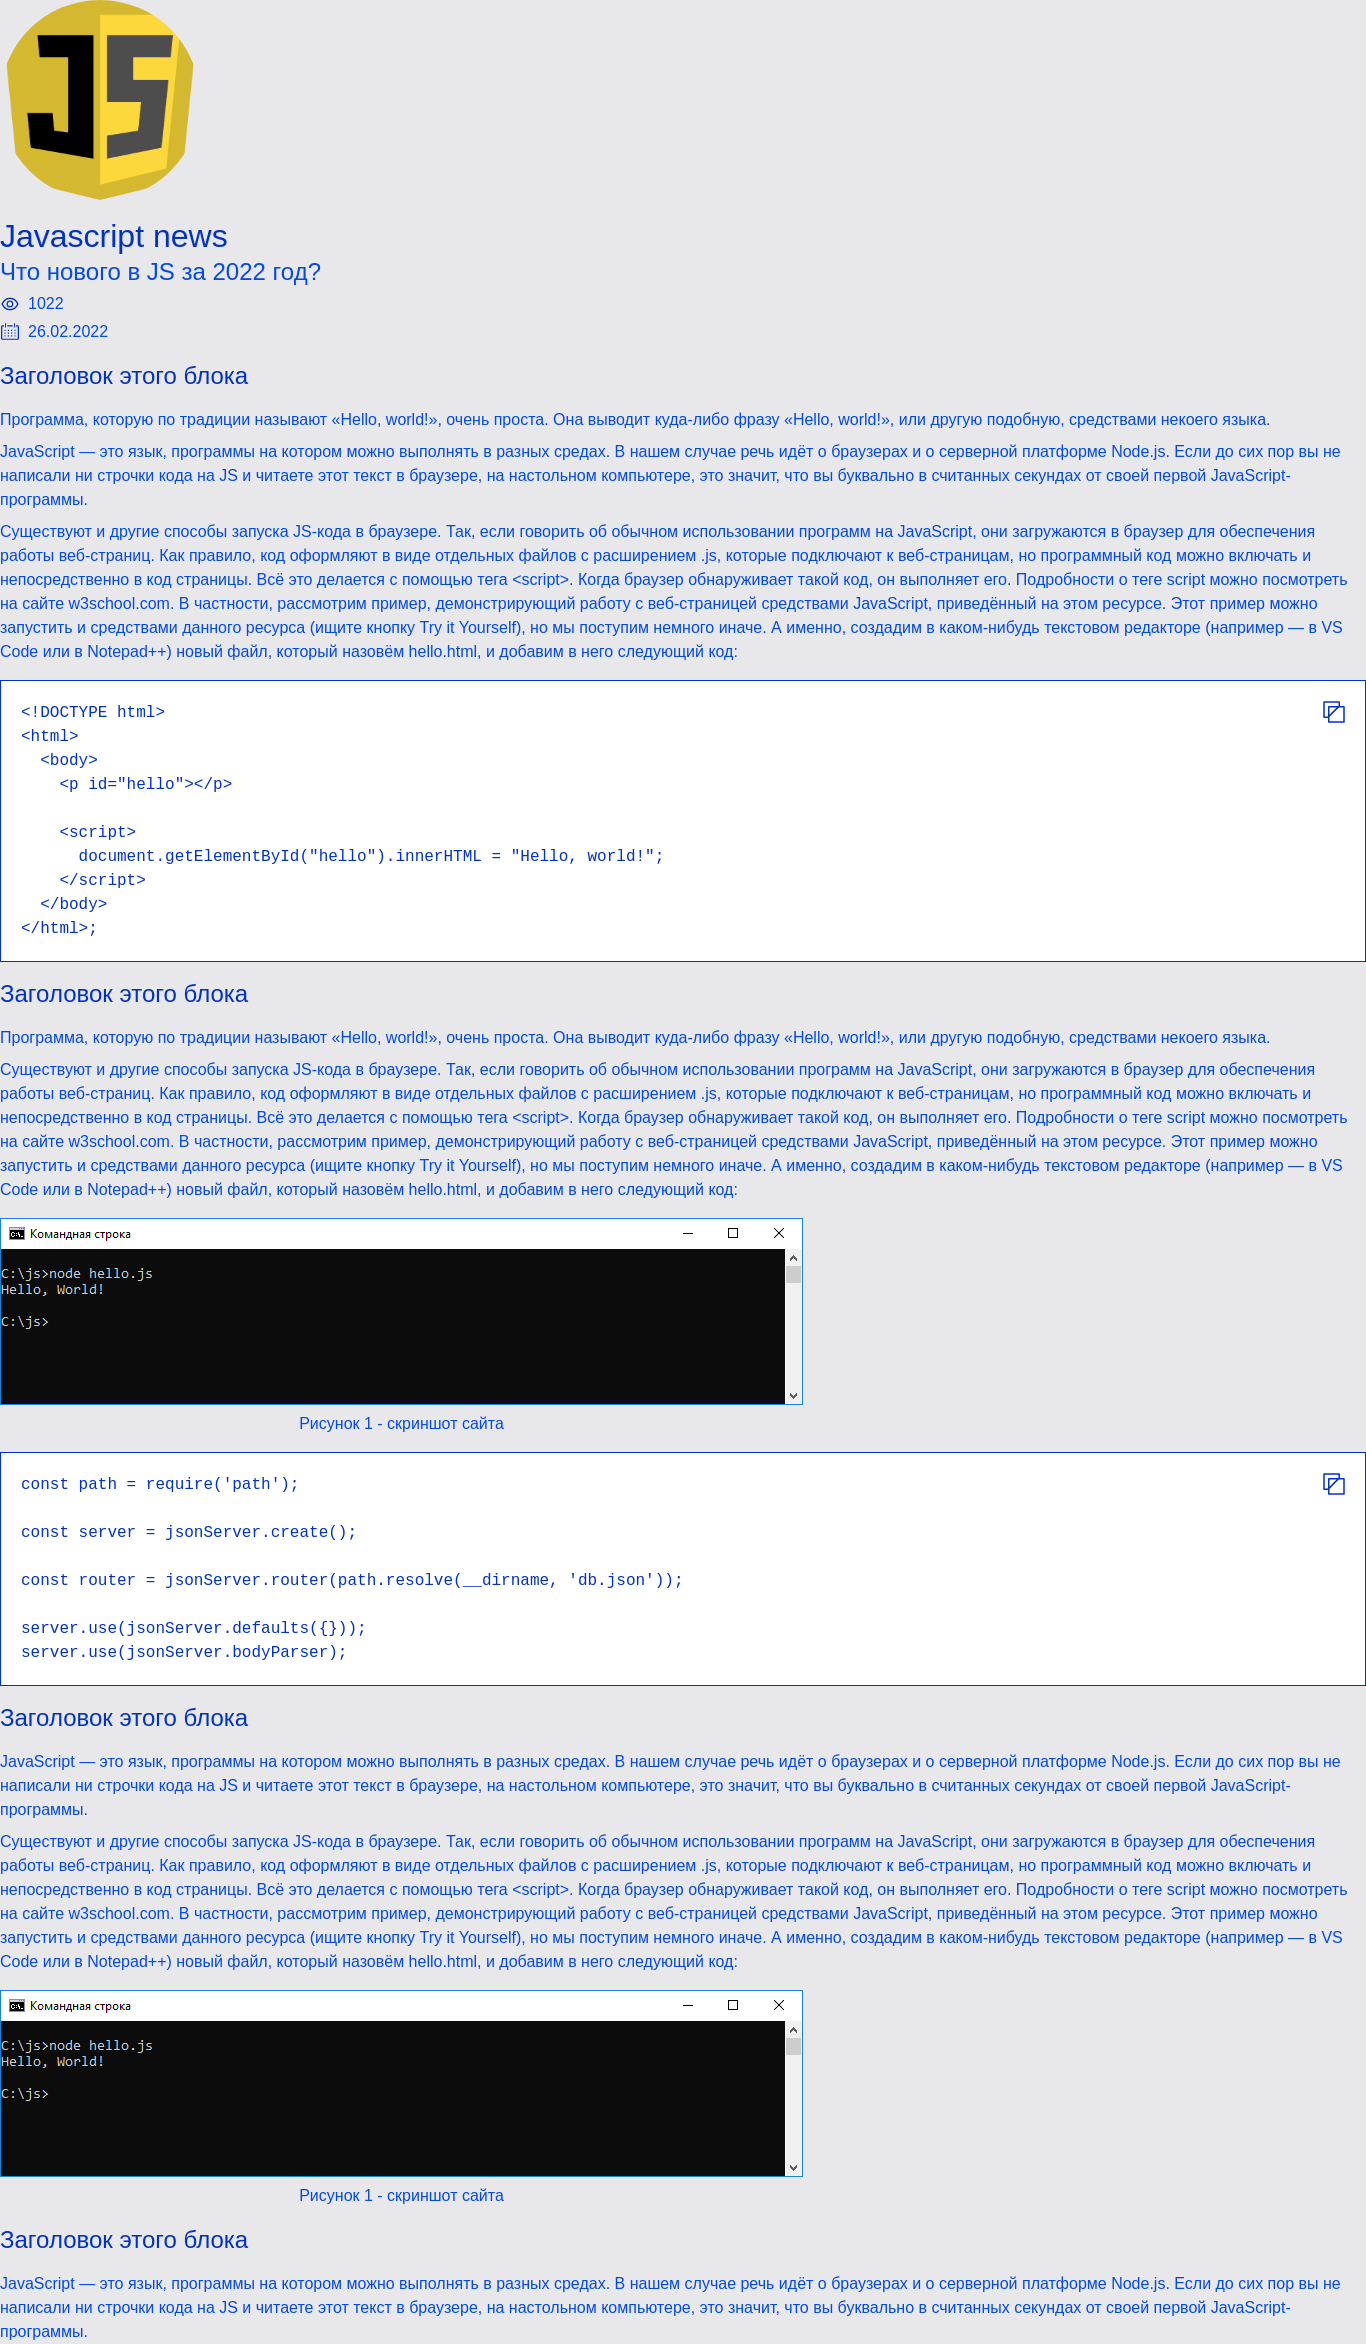 JS
Javascript news
Что нового в JS за 2022 год?
1022
26.02.2022
Заголовок этого блока
Программа, которую по традиции называют «Hello, world!», очень проста. Она выводит куда-либо фразу «Hello, world!», или другую подобную, средствами некоего языка.
JavaScript — это язык, программы на котором можно выполнять в разных средах. В нашем случае речь идёт о браузерах и о серверной платформе Node.js. Если до сих пор вы не
написали ни строчки кода на JS и читаете этот текст в браузере, на настольном компьютере, это значит, что вы буквально в считанных секундах от своей первой JavaScript-
программы.
Существуют и другие способы запуска JS-кода в браузере. Так, если говорить об обычном использовании программ на JavaScript, они загружаются в браузер для обеспечения
работы веб-страниц. Как правило, код оформляют в виде отдельных файлов с расширением .js, которые подключают к веб-страницам, но программный код можно включать и
непосредственно в код страницы. Всё это делается с помощью тега <script>. Когда браузер обнаруживает такой код, он выполняет его. Подробности о теге script можно посмотреть
на сайте w3school.com. В частности, рассмотрим пример, демонстрирующий работу с веб-страницей средствами JavaScript, приведённый на этом ресурсе. Этот пример можно
запустить и средствами данного ресурса (ищите кнопку Try it Yourself), но мы поступим немного иначе. А именно, создадим в каком-нибудь текстовом редакторе (например — в VS
Code или в Notepad++) новый файл, который назовём hello.html, и добавим в него следующий код:
<!DOCTYPE html>
<html>
  <body>
    <p id="hello"></p>
    <script>
      document.getElementById("hello").innerHTML = "Hello, world!";
    </script>
  </body>
</html>;
Заголовок этого блока
Программа, которую по традиции называют «Hello, world!», очень проста. Она выводит куда-либо фразу «Hello, world!», или другую подобную, средствами некоего языка.
Существуют и другие способы запуска JS-кода в браузере. Так, если говорить об обычном использовании программ на JavaScript, они загружаются в браузер для обеспечения
работы веб-страниц. Как правило, код оформляют в виде отдельных файлов с расширением .js, которые подключают к веб-страницам, но программный код можно включать и
непосредственно в код страницы. Всё это делается с помощью тега <script>. Когда браузер обнаруживает такой код, он выполняет его. Подробности о теге script можно посмотреть
на сайте w3school.com. В частности, рассмотрим пример, демонстрирующий работу с веб-страницей средствами JavaScript, приведённый на этом ресурсе. Этот пример можно
запустить и средствами данного ресурса (ищите кнопку Try it Yourself), но мы поступим немного иначе. А именно, создадим в каком-нибудь текстовом редакторе (например — в VS
Code или в Notepad++) новый файл, который назовём hello.html, и добавим в него следующий код:
Командная строка
C:\js>node hello.js
Hello, World!
C:\js>
Рисунок 1 - скриншот сайта
const path = require('path');
const server = jsonServer.create();
const router = jsonServer.router(path.resolve(__dirname, 'db.json'));
server.use(jsonServer.defaults({}));
server.use(jsonServer.bodyParser);
Заголовок этого блока
JavaScript — это язык, программы на котором можно выполнять в разных средах. В нашем случае речь идёт о браузерах и о серверной платформе Node.js. Если до сих пор вы не
написали ни строчки кода на JS и читаете этот текст в браузере, на настольном компьютере, это значит, что вы буквально в считанных секундах от своей первой JavaScript-
программы.
Существуют и другие способы запуска JS-кода в браузере. Так, если говорить об обычном использовании программ на JavaScript, они загружаются в браузер для обеспечения
работы веб-страниц. Как правило, код оформляют в виде отдельных файлов с расширением .js, которые подключают к веб-страницам, но программный код можно включать и
непосредственно в код страницы. Всё это делается с помощью тега <script>. Когда браузер обнаруживает такой код, он выполняет его. Подробности о теге script можно посмотреть
на сайте w3school.com. В частности, рассмотрим пример, демонстрирующий работу с веб-страницей средствами JavaScript, приведённый на этом ресурсе. Этот пример можно
запустить и средствами данного ресурса (ищите кнопку Try it Yourself), но мы поступим немного иначе. А именно, создадим в каком-нибудь текстовом редакторе (например — в VS
Code или в Notepad++) новый файл, который назовём hello.html, и добавим в него следующий код:
Командная строка
C:\js>node hello.js
Hello, World!
C:\js>
Рисунок 1 - скриншот сайта
Заголовок этого блока
JavaScript — это язык, программы на котором можно выполнять в разных средах. В нашем случае речь идёт о браузерах и о серверной платформе Node.js. Если до сих пор вы не
написали ни строчки кода на JS и читаете этот текст в браузере, на настольном компьютере, это значит, что вы буквально в считанных секундах от своей первой JavaScript-
программы.